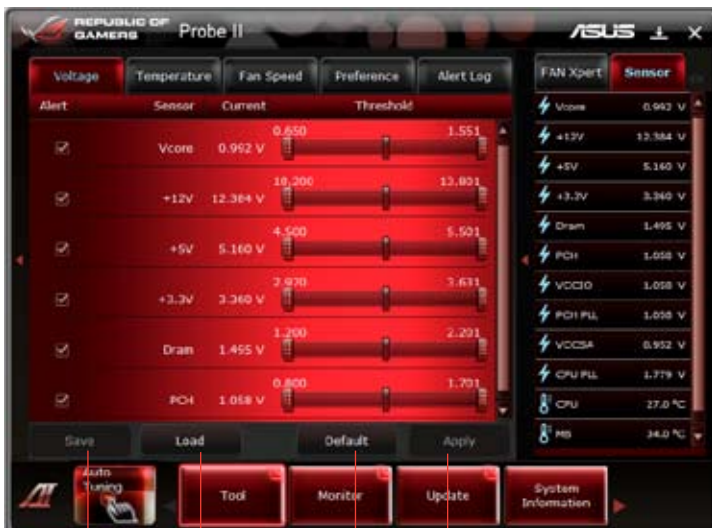 REPUBLIC OF GAMERS Probe II ASUS
Voltage Temperature Fan Speed Preference Alert Log
Alert Sensor Current Threshold
Vcore 0.992 V 0.650 1.551
+12V 12.384 V 10.200 13.801
+5V 5.160 V 4.500 5.501
+3.3V 3.360 V 2.970 3.631
Dram 1.495 V 1.200 2.201
PCH 1.058 V 0.800 1.701
Save Load Default Apply
FAN Xpert Sensor
Vcore 0.992 V
+12V 12.384 V
+5V 5.160 V
+3.3V 3.360 V
Dram 1.495 V
PCH 1.058 V
VCCIO 1.058 V
PCH PLL 1.058 V
VCCSA 0.952 V
CPU PLL 1.779 V
CPU 27.0 °C
MB 34.0 °C
Auto Tuning
Tool
Monitor
Update
System Information